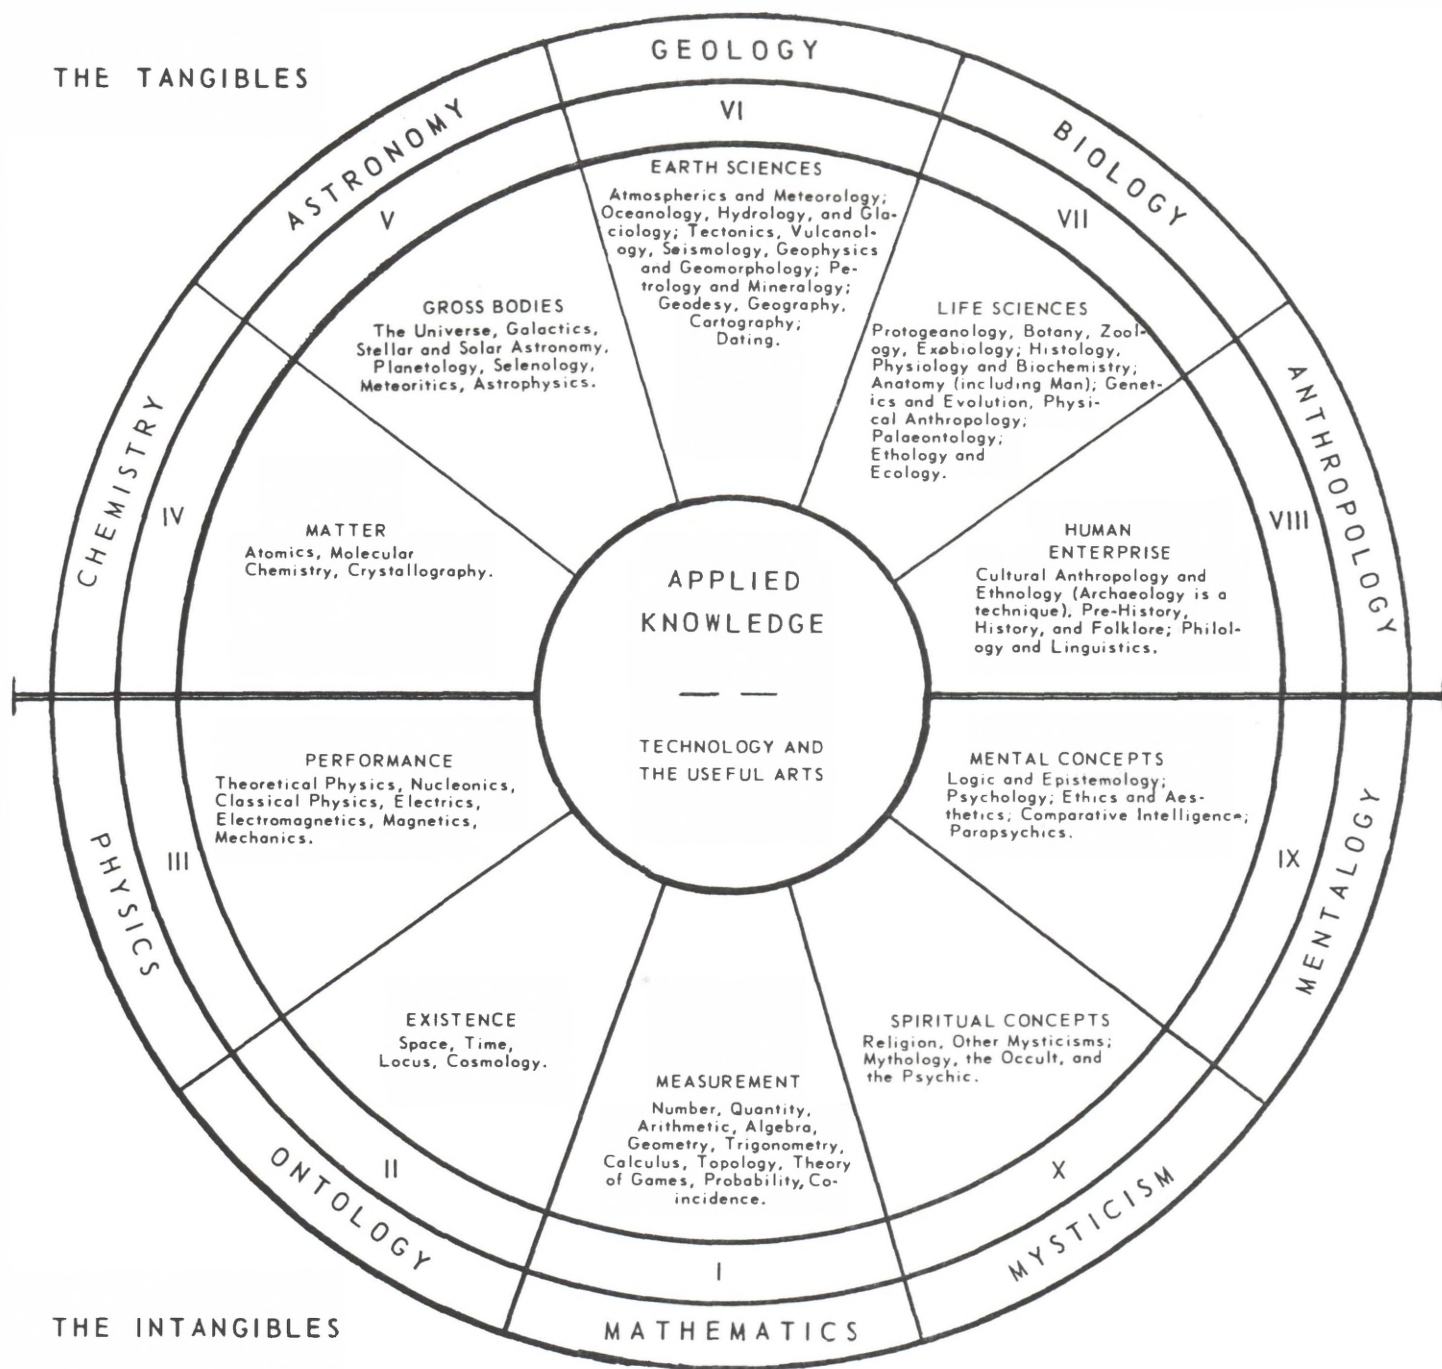 THE TANGIBLES
GEOLOGY
VI
EARTH SCIENCES
Atmospherics and Meteorology;
Oceanology, Hydrology, and Gla-
ciology; Tectonics, Vulcanol-
ogy, Seismology, Geophysics
and Geomorphology; Pe-
trology and Mineralogy;
Geodesy, Geography,
Cartography;
Dating.
ASTRONOMY
V
GROSS BODIES
The Universe, Galactics,
Stellar and Solar Astronomy,
Planetology, Selenology,
Meteoritics, Astrophysics.
BIOLOGY
VII
LIFE SCIENCES
Protogeanology, Botany, Zool-
ogy, Exobiology; Histology,
Physiology and Biochemistry;
Anatomy (including Man); Genet-
ics and Evolution, Physi-
cal Anthropology;
Palaeontology;
Ethology and
Ecology.
CHEMISTRY
IV
MATTER
Atomics, Molecular
Chemistry, Crystallography.
ANTHROPOLOGY
VIII
HUMAN
ENTERPRISE
Cultural Anthropology and
Ethnology (Archaeology is a
technique), Pre-History,
History, and Folklore; Philol-
ogy and Linguistics.
APPLIED
KNOWLEDGE
TECHNOLOGY AND
THE USEFUL ARTS
PHYSICS
III
PERFORMANCE
Theoretical Physics, Nucleonics,
Classical Physics, Electrics,
Electromagnetics, Magnetics,
Mechanics.
MENTALOGY
IX
MENTAL CONCEPTS
Logic and Epistemology;
Psychology; Ethics and Aes-
thetics; Comparative Intelligence;
Parapsychics.
ONTOLOGY
II
EXISTENCE
Space, Time,
Locus, Cosmology.
MEASUREMENT
Number, Quantity,
Arithmetic, Algebra,
Geometry, Trigonometry,
Calculus, Topology, Theory
of Games, Probability, Co-
incidence.
I
MATHEMATICS
SPIRITUAL CONCEPTS
Religion, Other Mysticisms;
Mythology, the Occult, and
the Psychic.
X
MYSTICISM
THE INTANGIBLES